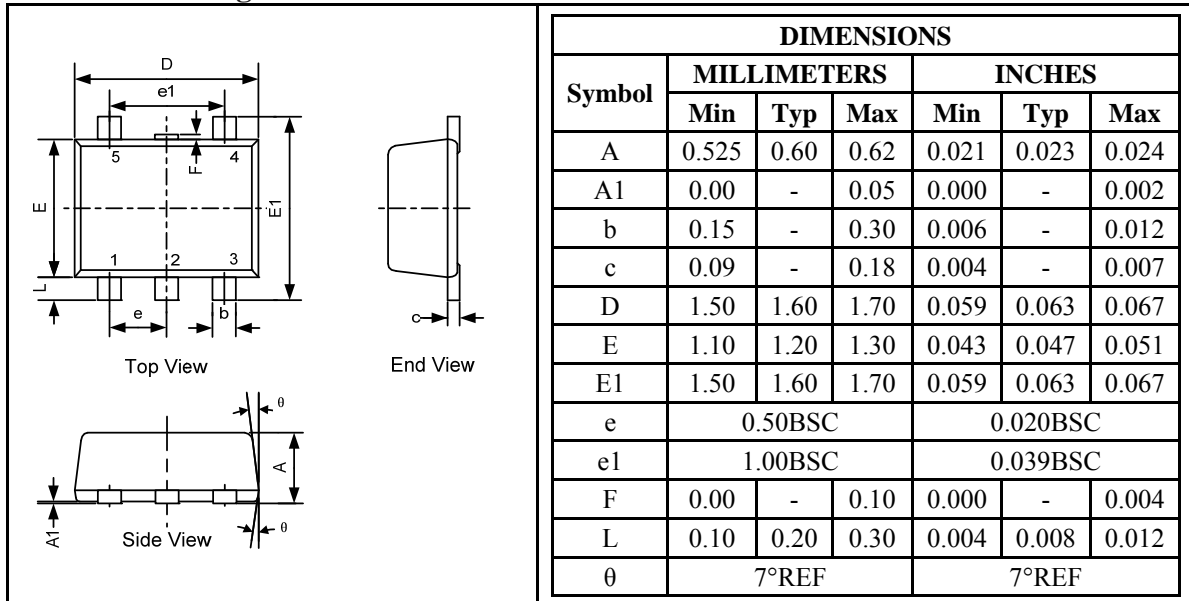 D
e1
5
4
F
E
E1
1
2
3
L
e
b
c
Top View
End View
θ
A
A1
θ
Side View
DIMENSIONS
Symbol MILLIMETERS INCHES
Min Typ Max Min Typ Max
A 0.525 0.60 0.62 0.021 0.023 0.024
A1 0.00 - 0.05 0.000 - 0.002
b 0.15 - 0.30 0.006 - 0.012
c 0.09 - 0.18 0.004 - 0.007
D 1.50 1.60 1.70 0.059 0.063 0.067
E 1.10 1.20 1.30 0.043 0.047 0.051
E1 1.50 1.60 1.70 0.059 0.063 0.067
e 0.50BSC 0.020BSC
e1 1.00BSC 0.039BSC
F 0.00 - 0.10 0.000 - 0.004
L 0.10 0.20 0.30 0.004 0.008 0.012
θ 7°REF 7°REF